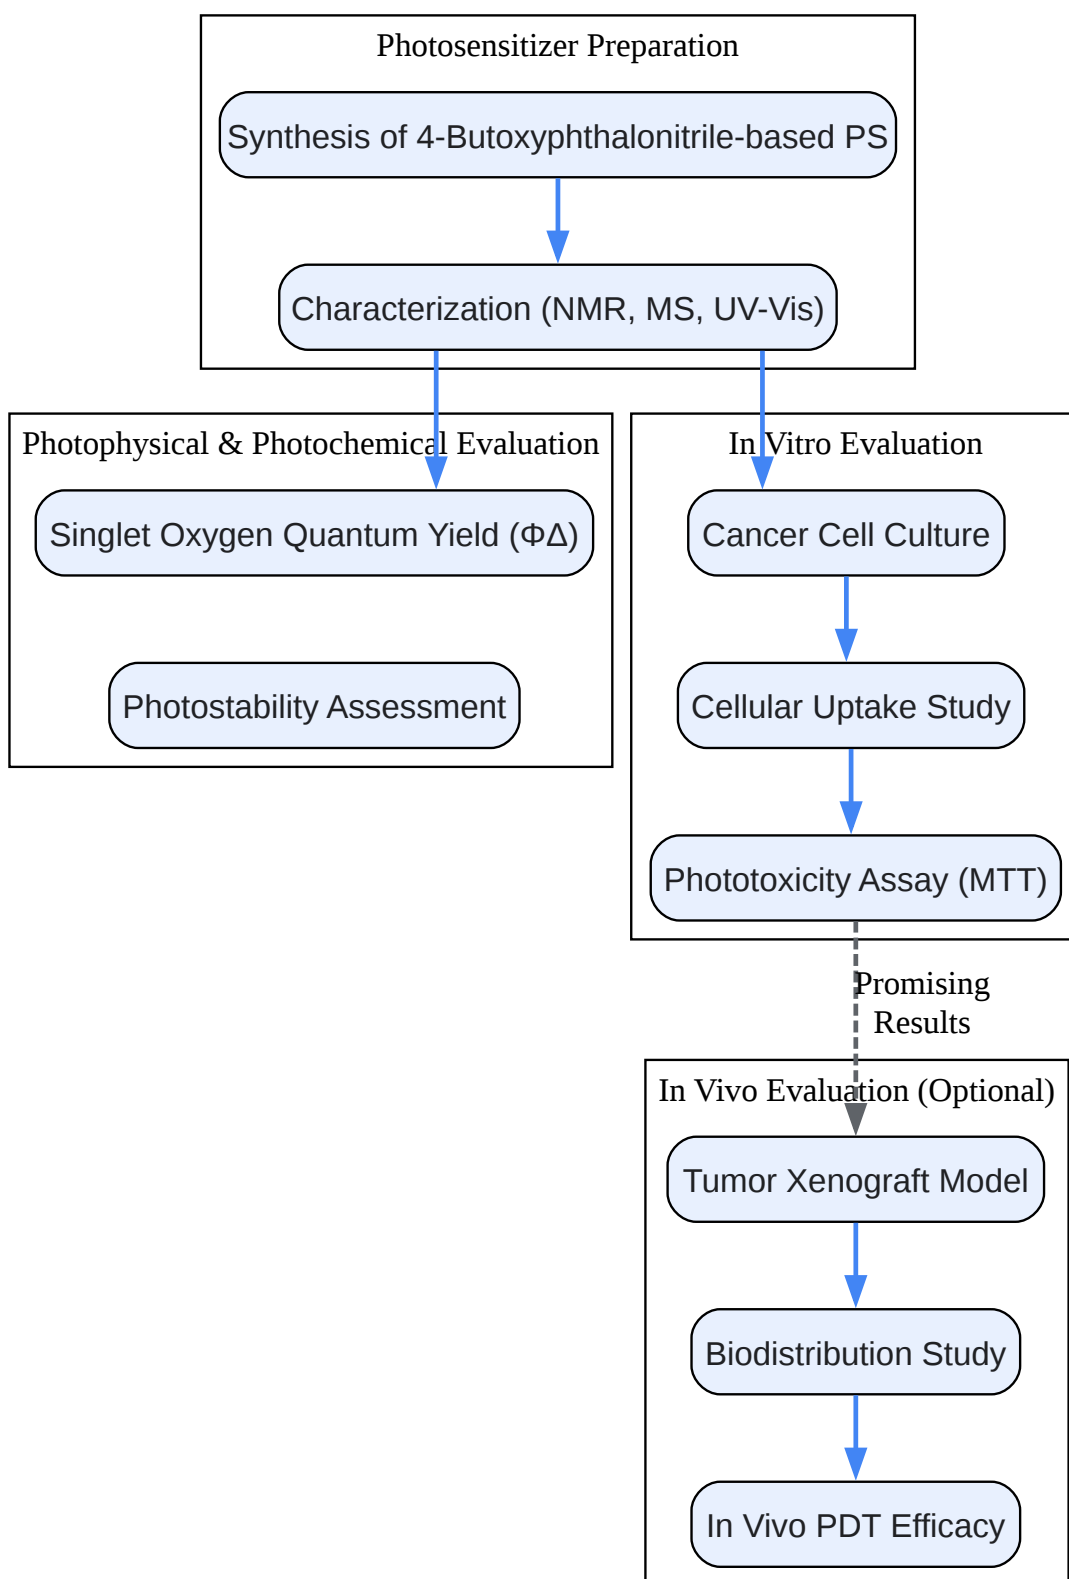 Photosensitizer Preparation
Synthesis of 4-Butoxyphthalonitrile-based PS
Characterization (NMR, MS, UV-Vis)
Photophysical & Photochemical Evaluation
Singlet Oxygen Quantum Yield (ΦΔ)
Photostability Assessment
In Vitro Evaluation
Cancer Cell Culture
Cellular Uptake Study
Phototoxicity Assay (MTT)
Promising
Results
In Vivo Evaluation (Optional)
Tumor Xenograft Model
Biodistribution Study
In Vivo PDT Efficacy